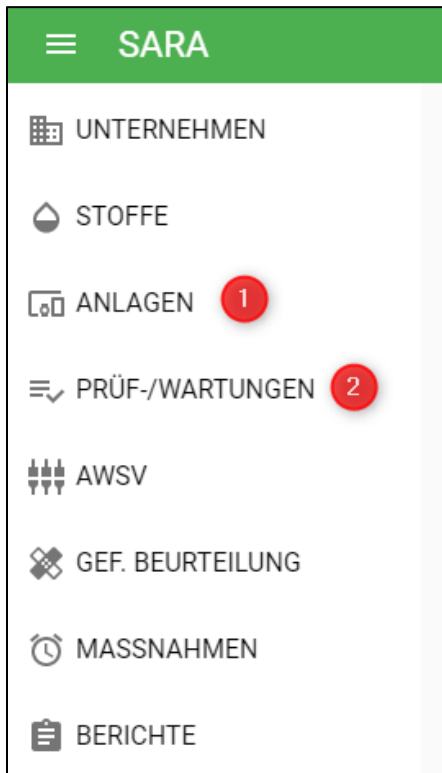 SARA
UNTERNEHMEN
STOFFE
ANLAGEN 1
PRÜF-/WARTUNGEN 2
AWSV
GEF. BEURTEILUNG
MASSNAHMEN
BERICHTE